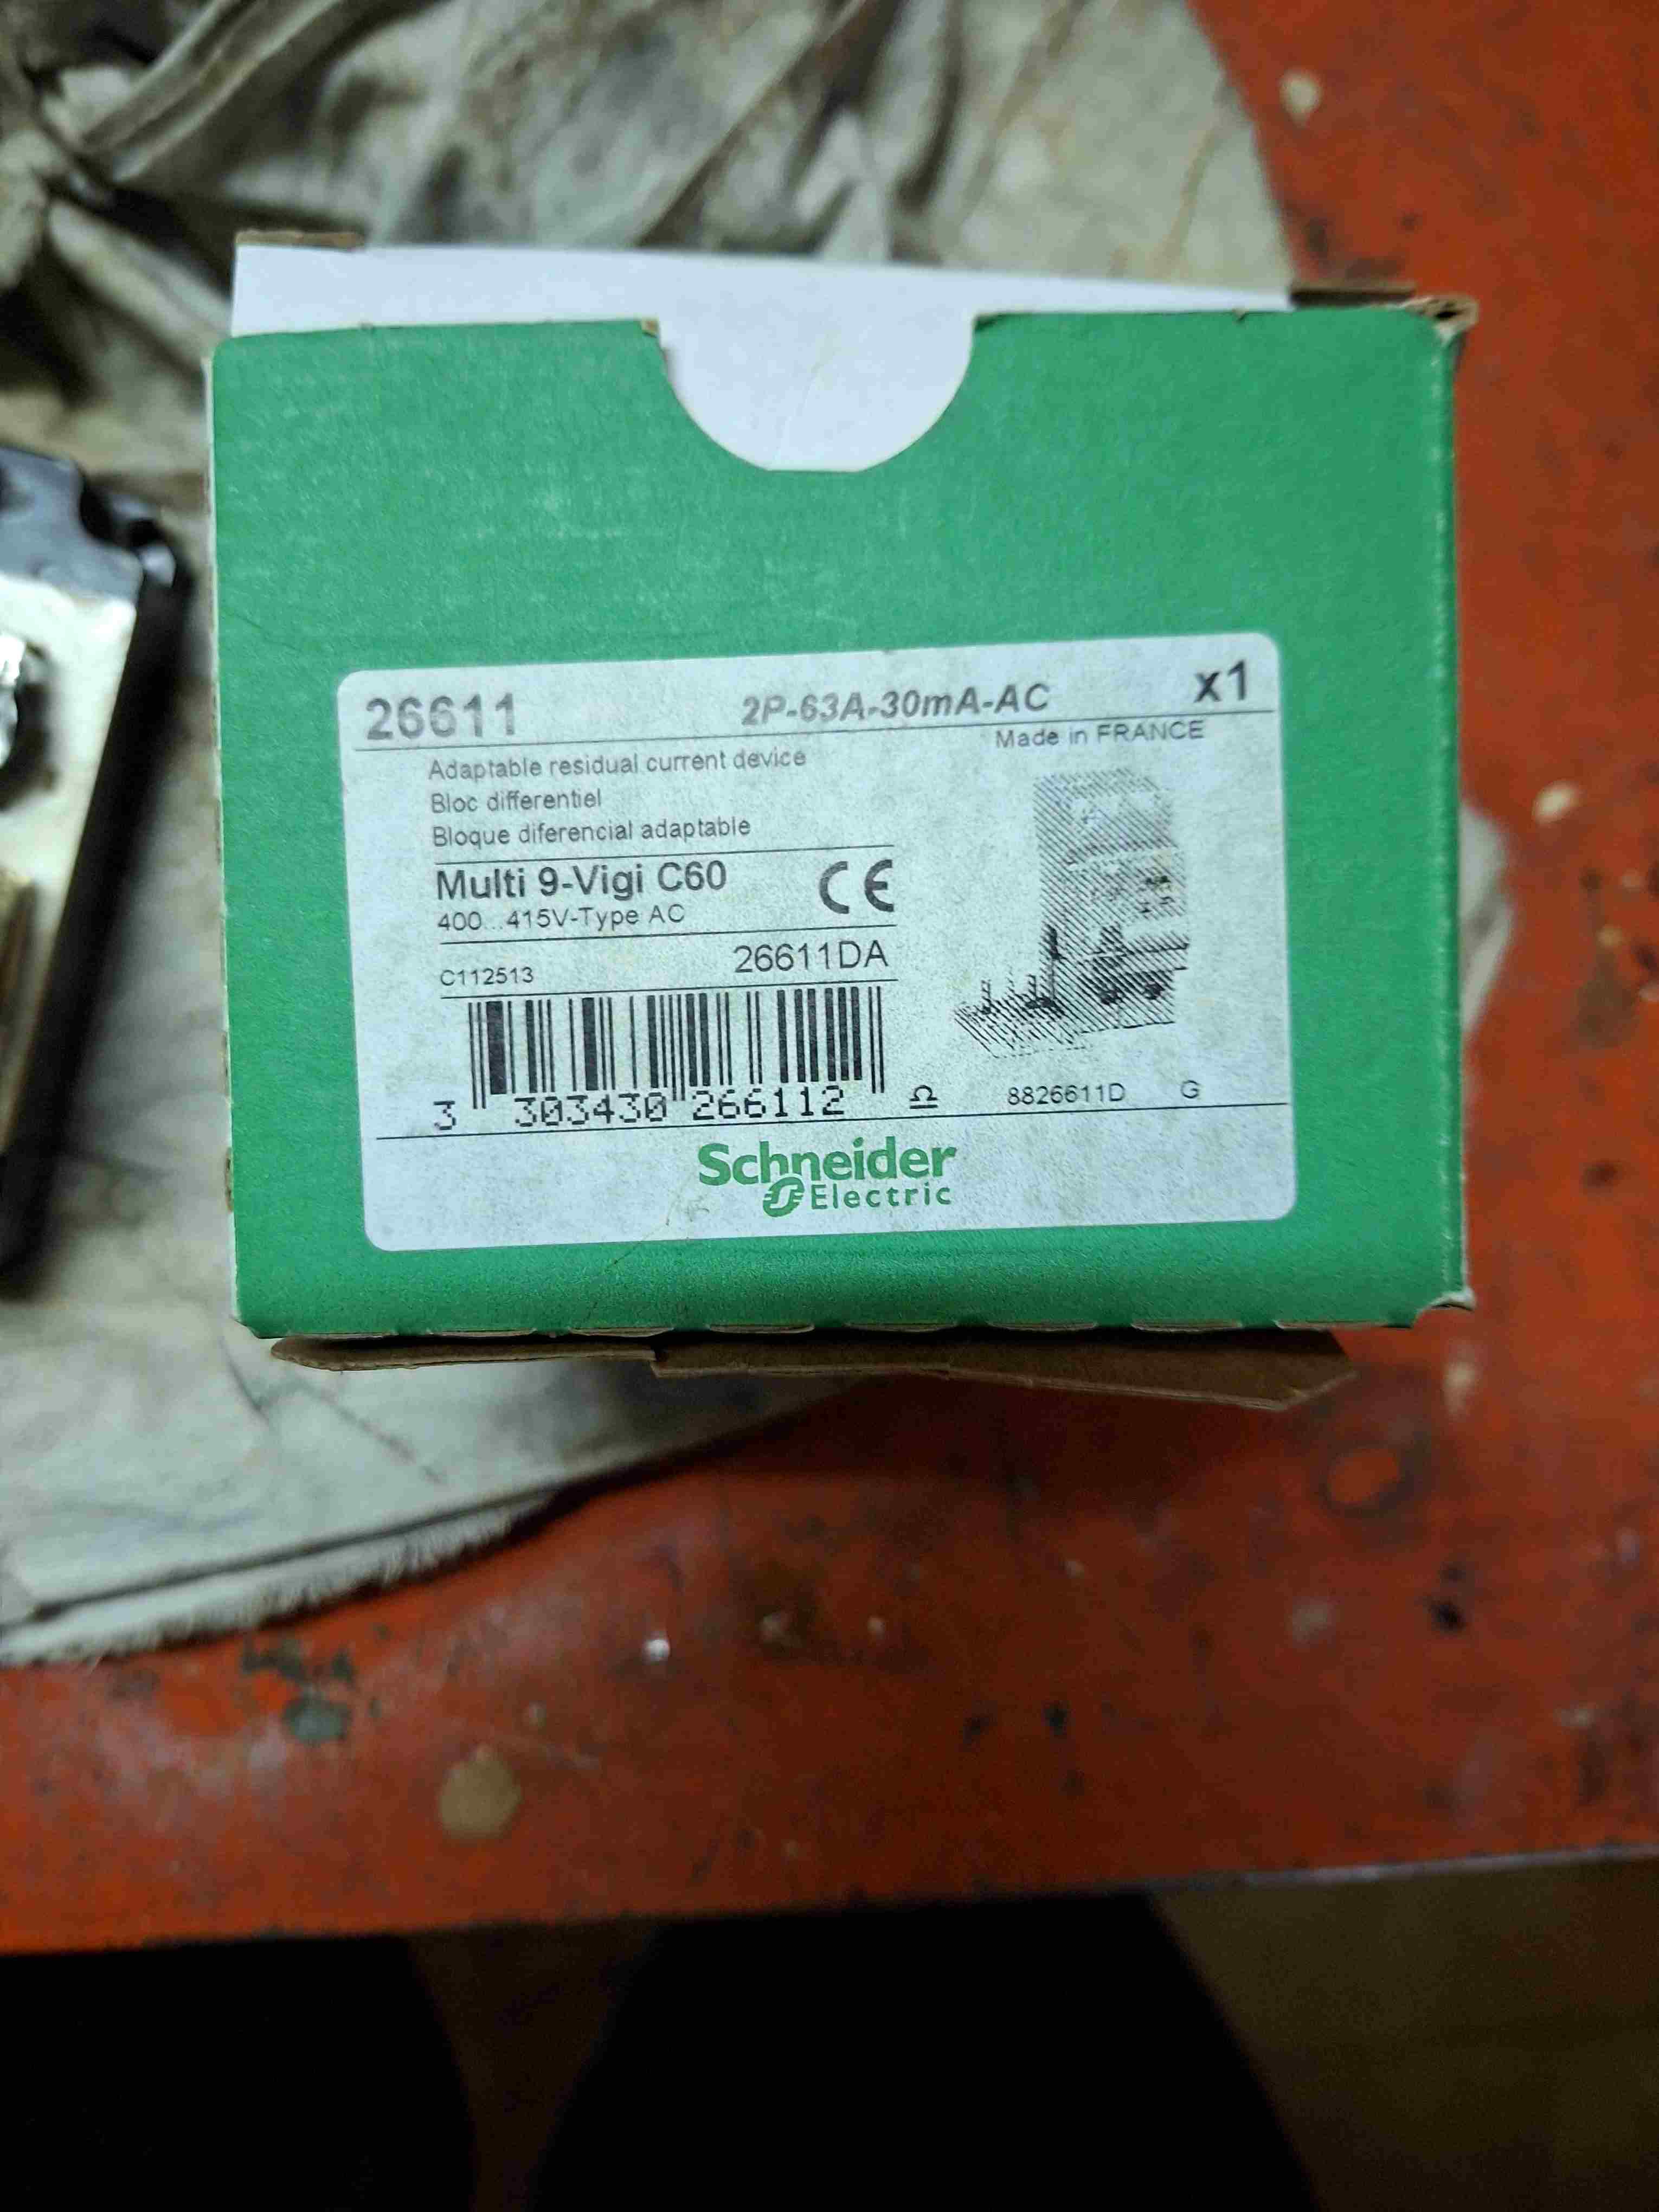 26611 2P-63A-30mA-AC x1
Made in FRANCE
Adaptable residual current device
Bloc differentiel
Bloque diferencial adaptable
Multi 9-Vigi C60 CE
400...415V-Type AC
C112513 26611DA
3 303430 266112 Ω 8826611D G
Schneider
Electric